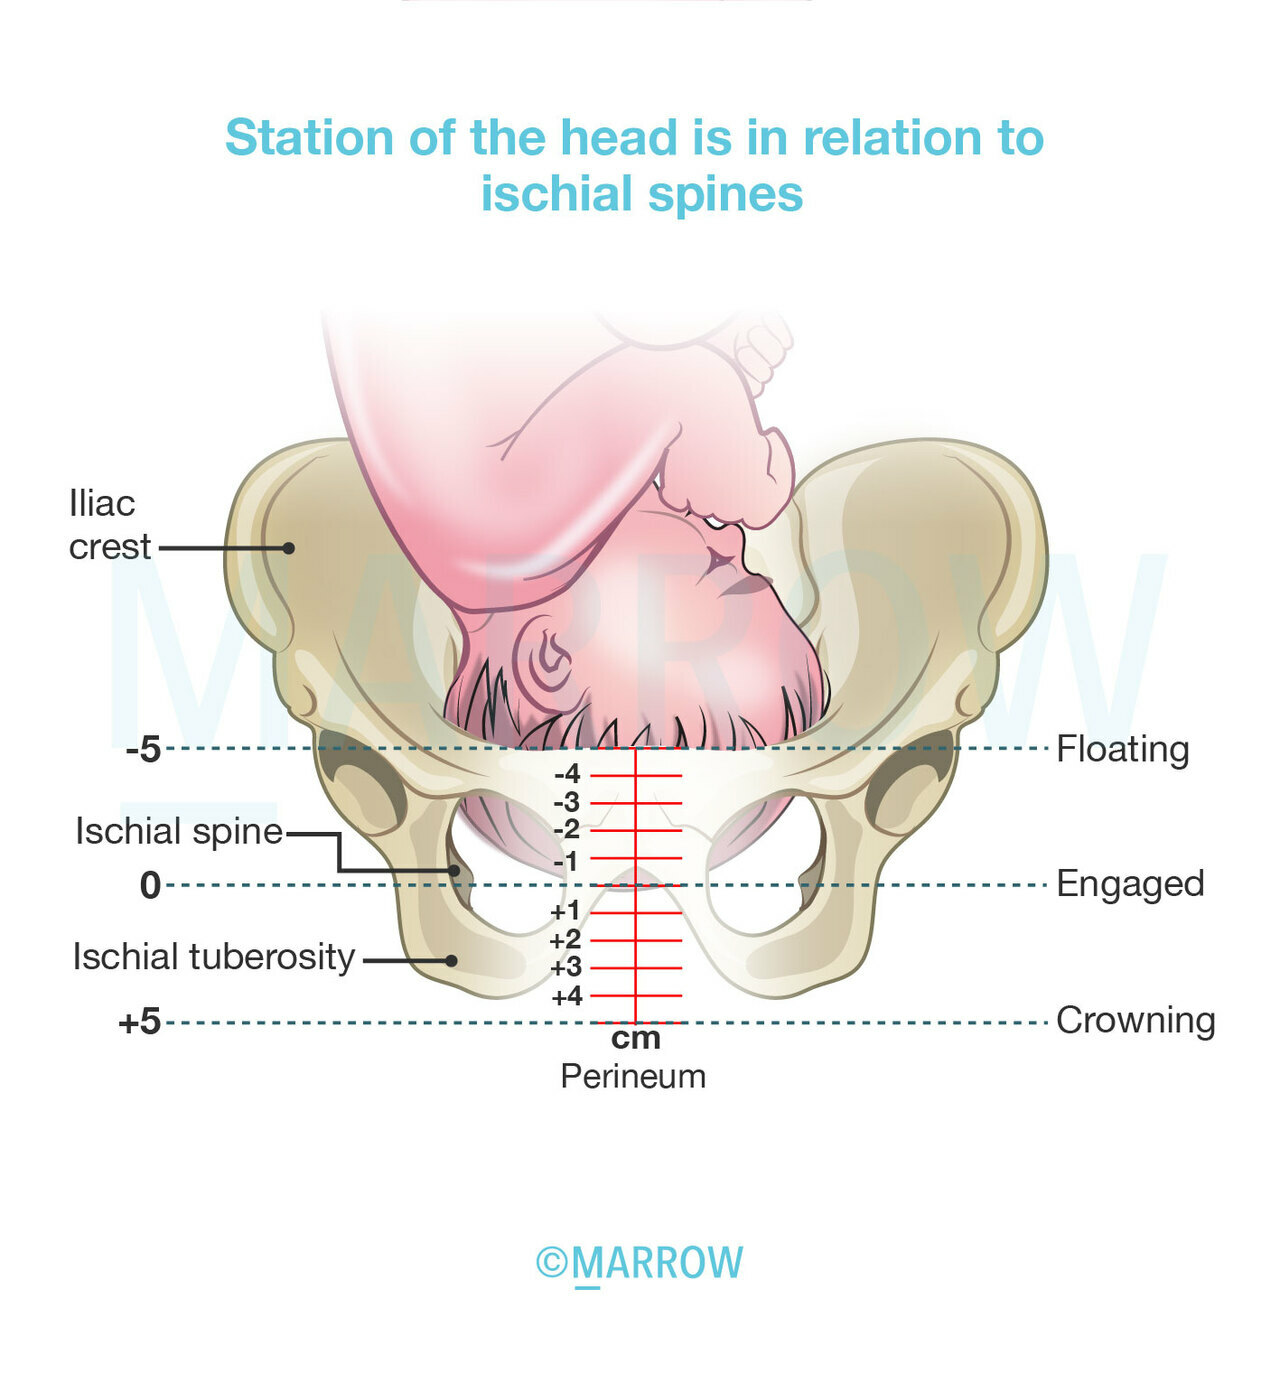 Station of the head is in relation to
ischial spines
Iliac
crest
MARROW
-5
Floating
-4
-3
Ischial spine
-2
-1
0
Engaged
+1
+2
Ischial tuberosity
+3
+4
+5
Crowning
cm
Perineum
©MARROW